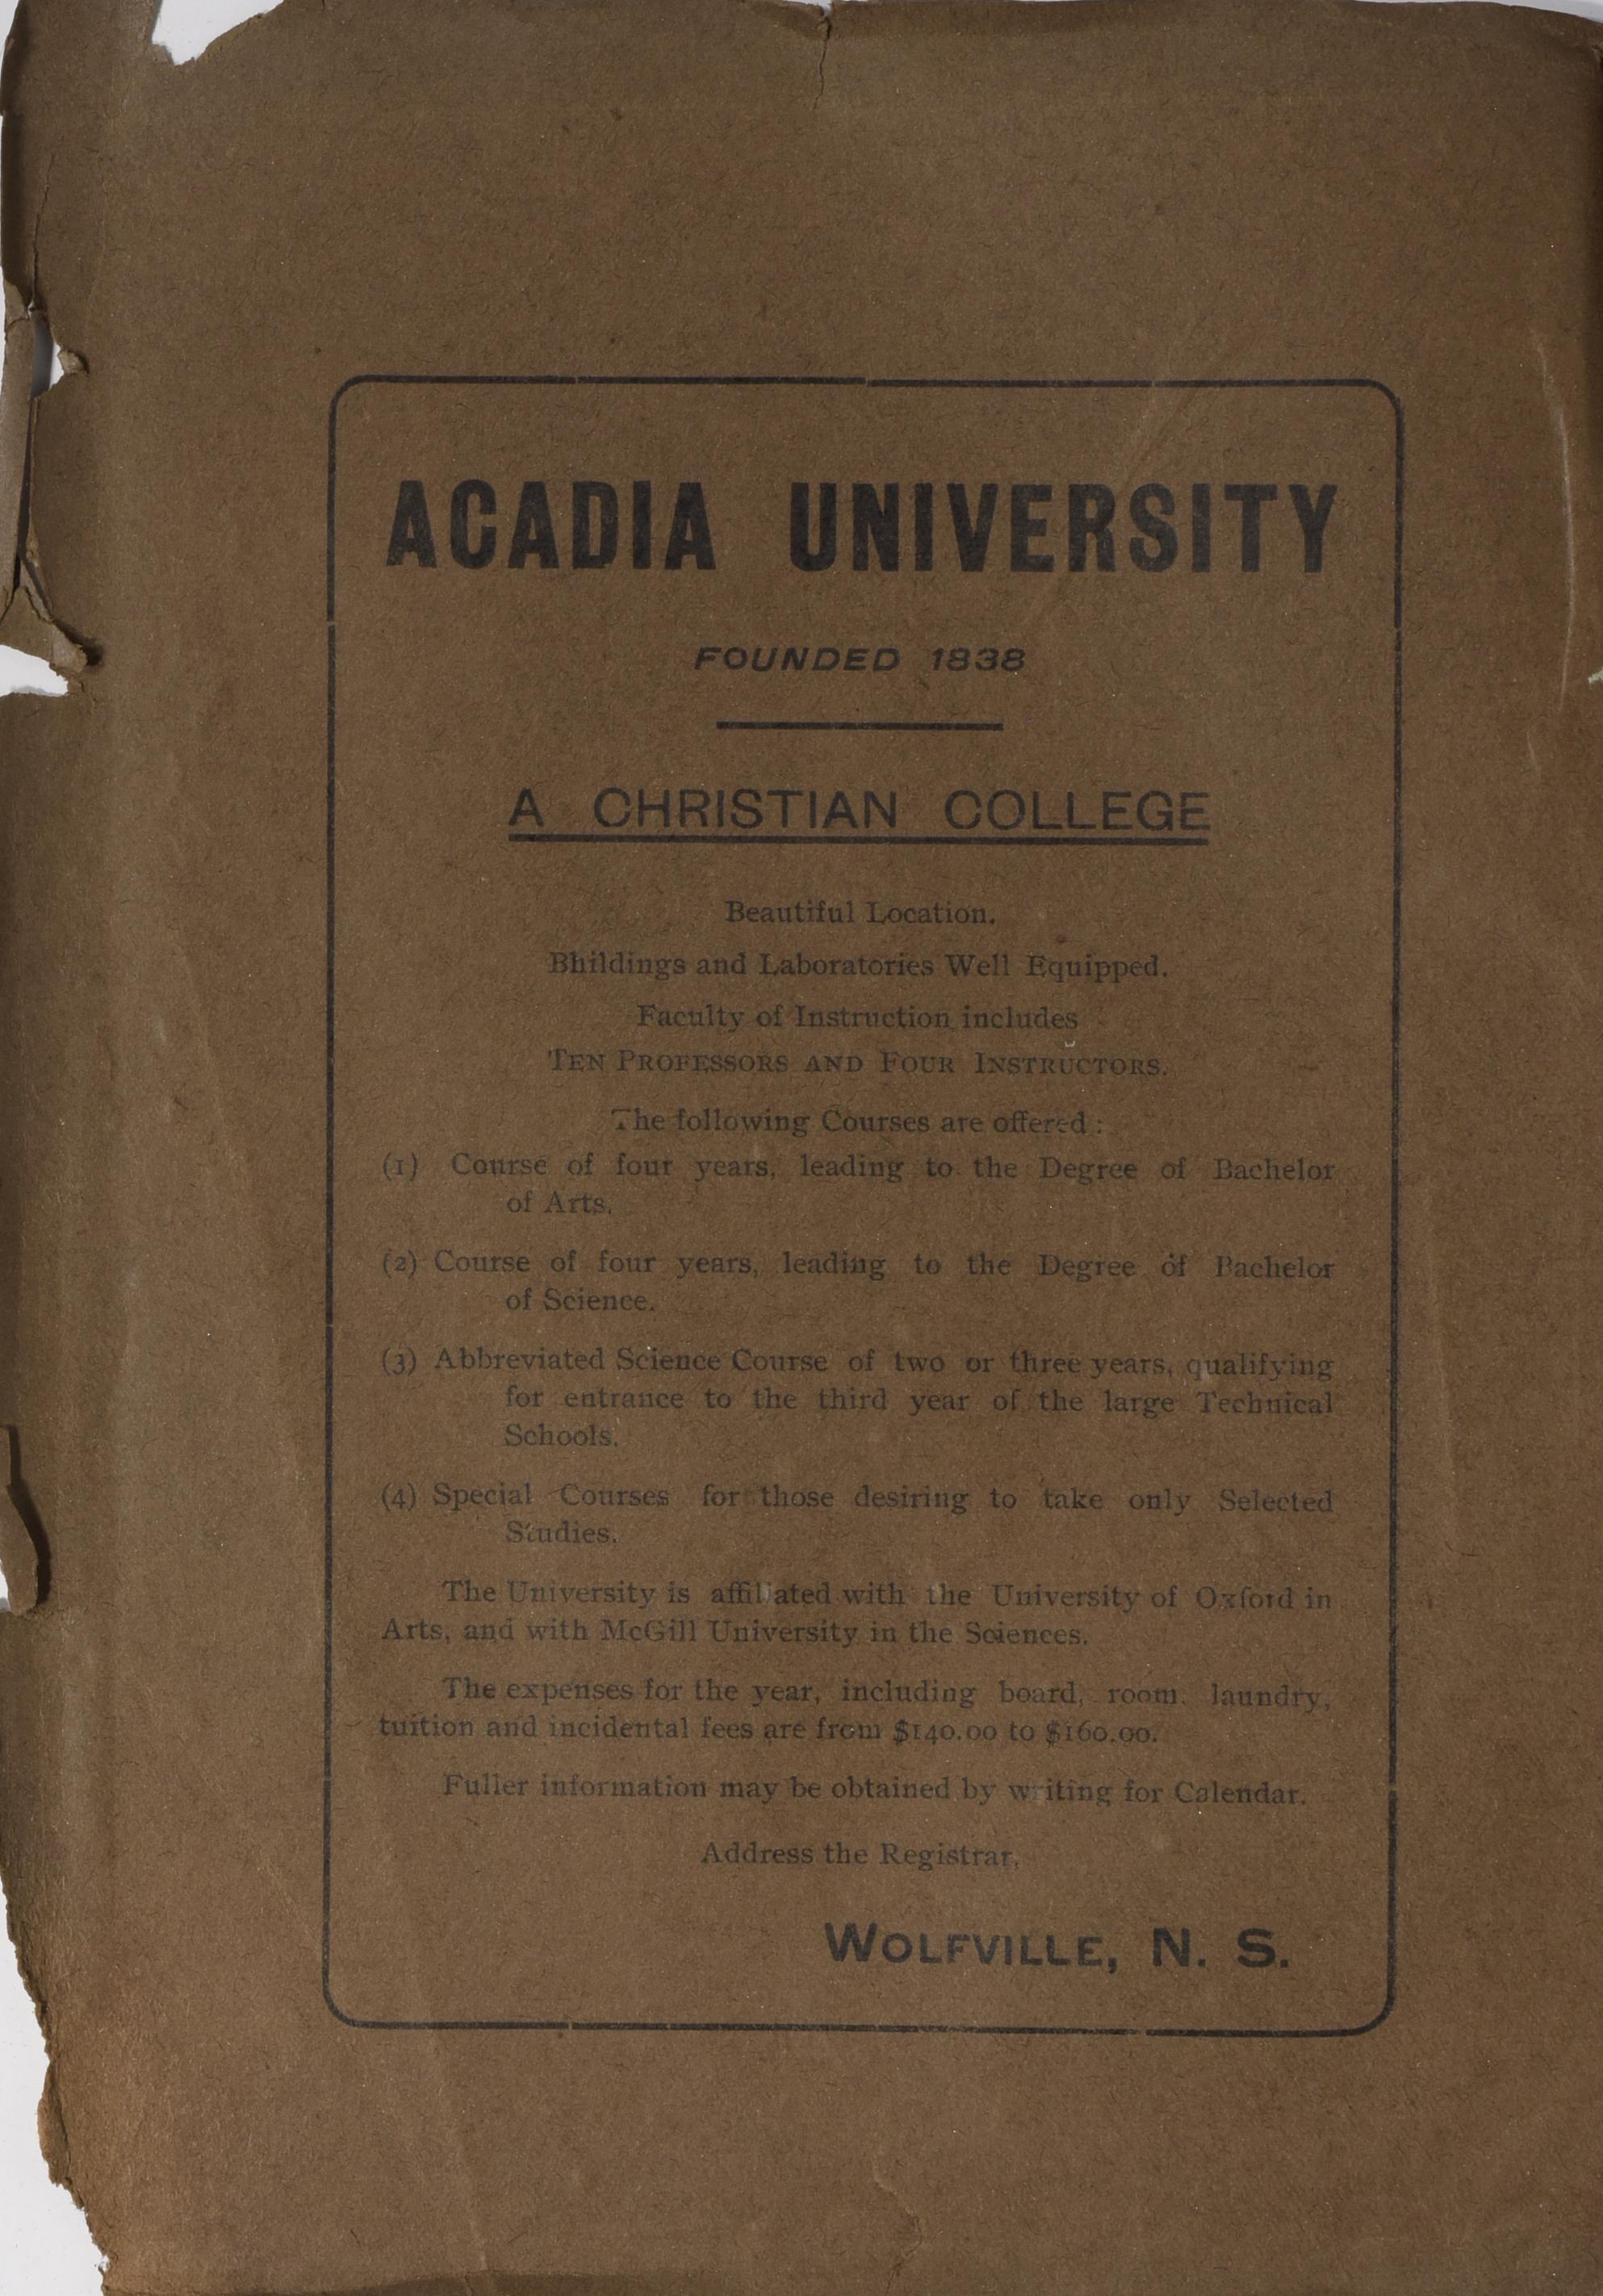 ACADIA UNIVERSITY
FOUNDED 1838
A CHRISTIAN COLLEGE
Beautiful Location.
Bhildings and Laboratories Well Equipped.
Faculty of Instruction includes
TEN PROFESSORS AND FOUR INSTRUCTORS.
The following Courses are offered :
(1) Course of four years, leading to the Degree of Bachelor
of Arts.
(2) Course of four years, leading to the Degree of Bachelor
of Science.
(3) Abbreviated Science Course of two or three years, qualifying
for entrance to the third year of the large Technical
Schools.
(4) Special Courses for those desiring to take only Selected
Studies.
The University is affiliated with the University of Oxford in
Arts, and with McGill University in the Sciences.
The expenses for the year, including board, room, laundry,
tuition and incidental fees are from $140.00 to $160.00.
Fuller information may be obtained by writing for Calendar.
Address the Registrar,
WOLFVILLE, N. S.